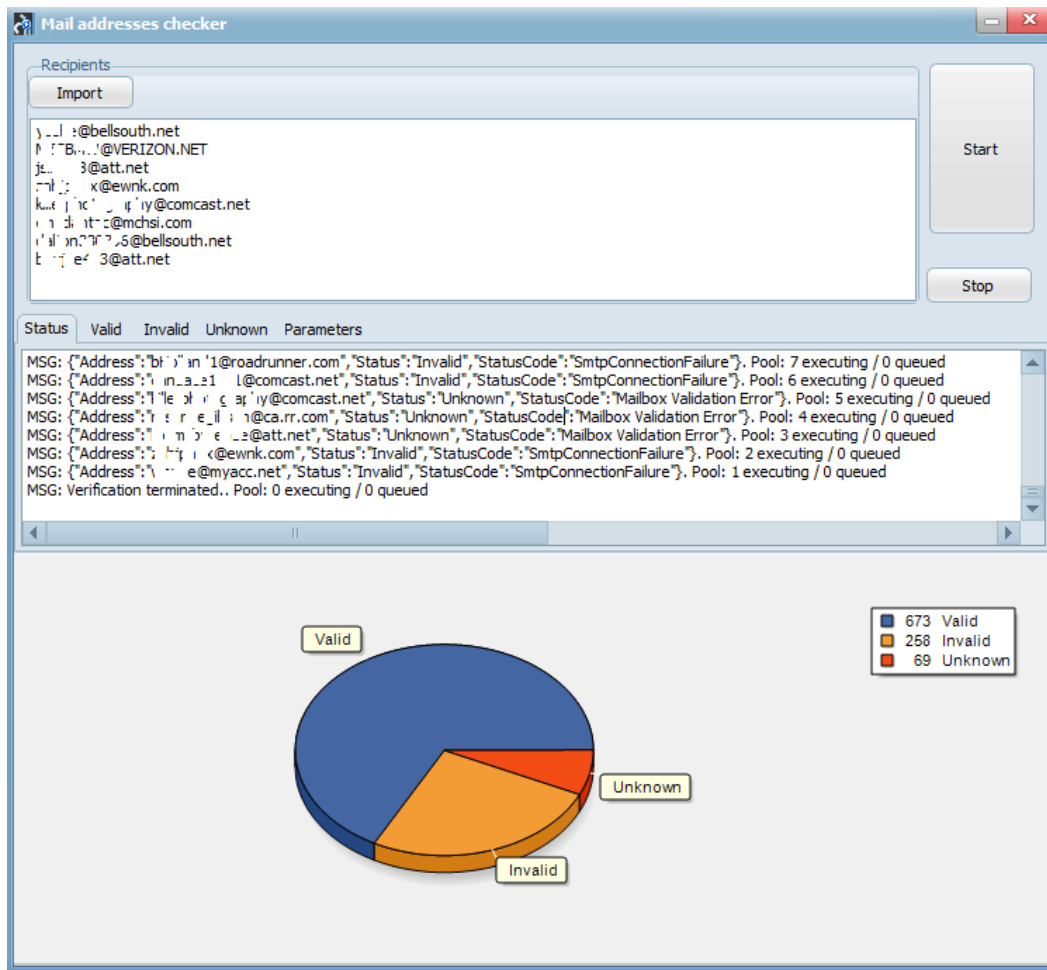 Mail addresses checker
Recipients
Import
Start
@bellsouth.net
@VERIZON.NET
@att.net
@ewnk.com
@comcast.net
@mchsi.com
@bellsouth.net
@att.net
Stop
Status Valid Invalid Unknown Parameters
MSG: {"Address":" @roadrunner.com","Status":"Invalid","StatusCode":"SmtpConnectionFailure"}. Pool: 7 executing / 0 queued
MSG: {"Address":" @comcast.net","Status":"Invalid","StatusCode":"SmtpConnectionFailure"}. Pool: 6 executing / 0 queued
MSG: {"Address":" @comcast.net","Status":"Unknown","StatusCode":"Mailbox Validation Error"}. Pool: 5 executing / 0 queued
MSG: {"Address":" @ca.rr.com","Status":"Unknown","StatusCode":"Mailbox Validation Error"}. Pool: 4 executing / 0 queued
MSG: {"Address":" @att.net","Status":"Unknown","StatusCode":"Mailbox Validation Error"}. Pool: 3 executing / 0 queued
MSG: {"Address":" @ewnk.com","Status":"Invalid","StatusCode":"SmtpConnectionFailure"}. Pool: 2 executing / 0 queued
MSG: {"Address":" @myacc.net","Status":"Invalid","StatusCode":"SmtpConnectionFailure"}. Pool: 1 executing / 0 queued
MSG: Verification terminated.. Pool: 0 executing / 0 queued
673 Valid
258 Invalid
69 Unknown
Valid
Unknown
Invalid